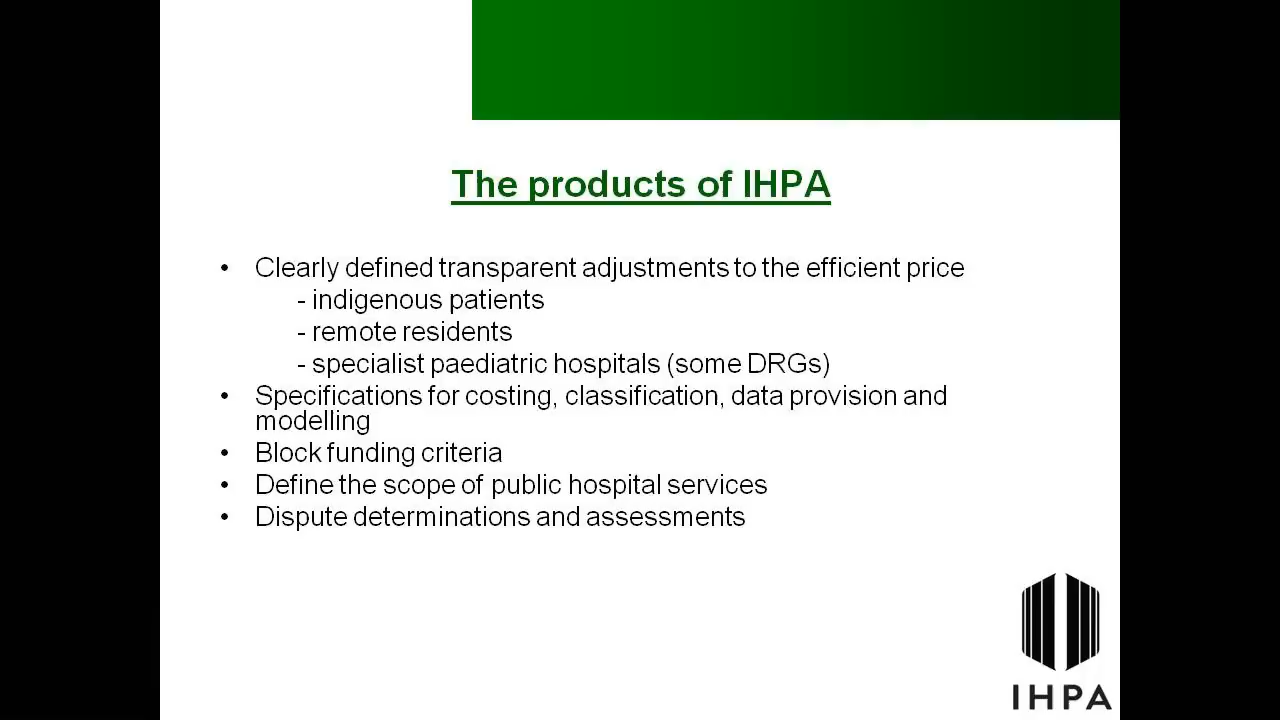 The products of IHPA
• Clearly defined transparent adjustments to the efficient price
- indigenous patients
- remote residents
- specialist paediatric hospitals (some DRGs)
• Specifications for costing, classification, data provision and
modelling
• Block funding criteria
• Define the scope of public hospital services
• Dispute determinations and assessments
IHPA